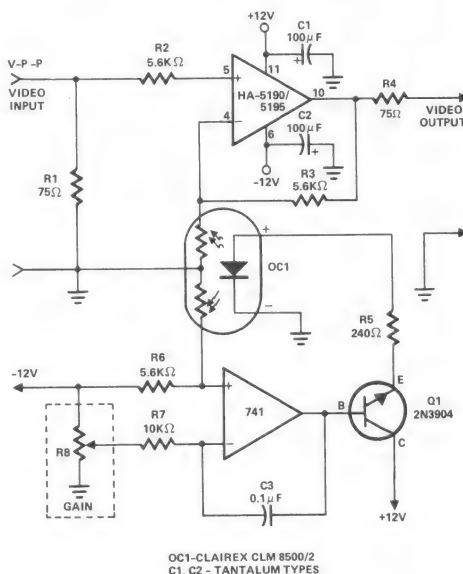 +12V
C1
100µF
V-P-P
VIDEO
INPUT
R2
5.6KΩ
5
+
11
HA-5190/
5195
10
R4
75Ω
VIDEO
OUTPUT
4
−
6
C2
100µF
+
−12V
R1
75Ω
R3
5.6KΩ
+
OC1
−
R5
240Ω
−12V
R6
5.6KΩ
+
741
−
B
E
C
Q1
2N3904
R7
10KΩ
R8
GAIN
C3
0.1µF
+12V
OC1-CLAIREX CLM 8500/2
C1, C2 - TANTALUM TYPES